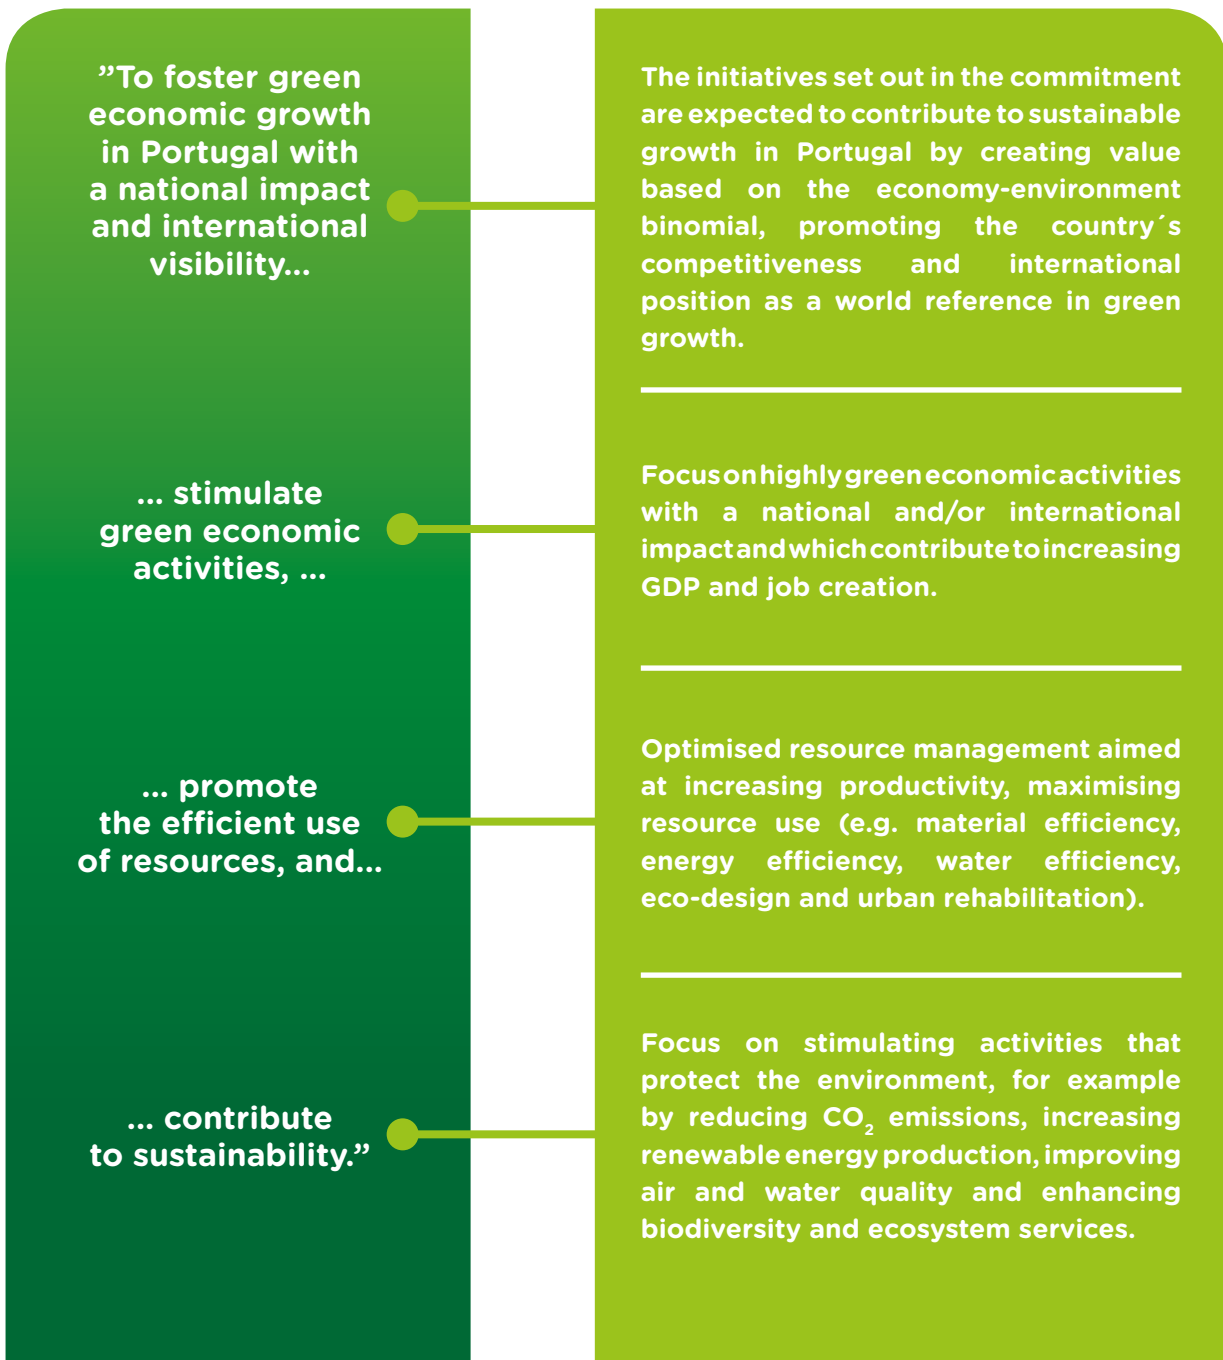 ”To foster green
economic growth
in Portugal with
a national impact
and international
visibility...
The initiatives set out in the commitment
are expected to contribute to sustainable
growth in Portugal by creating value
based on the economy-environment
binomial, promoting the country´s
competitiveness and international
position as a world reference in green
growth.
... stimulate
green economic
activities, ...
Focus on highly green economic activities
with a national and/or international
impact and which contribute to increasing
GDP and job creation.
... promote
the efficient use
of resources, and...
Optimised resource management aimed
at increasing productivity, maximising
resource use (e.g. material efficiency,
energy efficiency, water efficiency,
eco-design and urban rehabilitation).
... contribute
to sustainability.”
Focus on stimulating activities that
protect the environment, for example
by reducing CO₂ emissions, increasing
renewable energy production, improving
air and water quality and enhancing
biodiversity and ecosystem services.